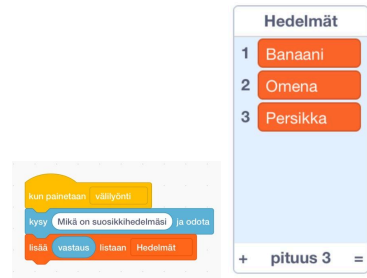 kun painetaan välilyönti
kysy Mikä on suosikkihedelmäsi ja odota
lisää vastaus listaan Hedelmät
Hedelmät
1 Banaani
2 Omena
3 Persikka
+ pituus 3 =